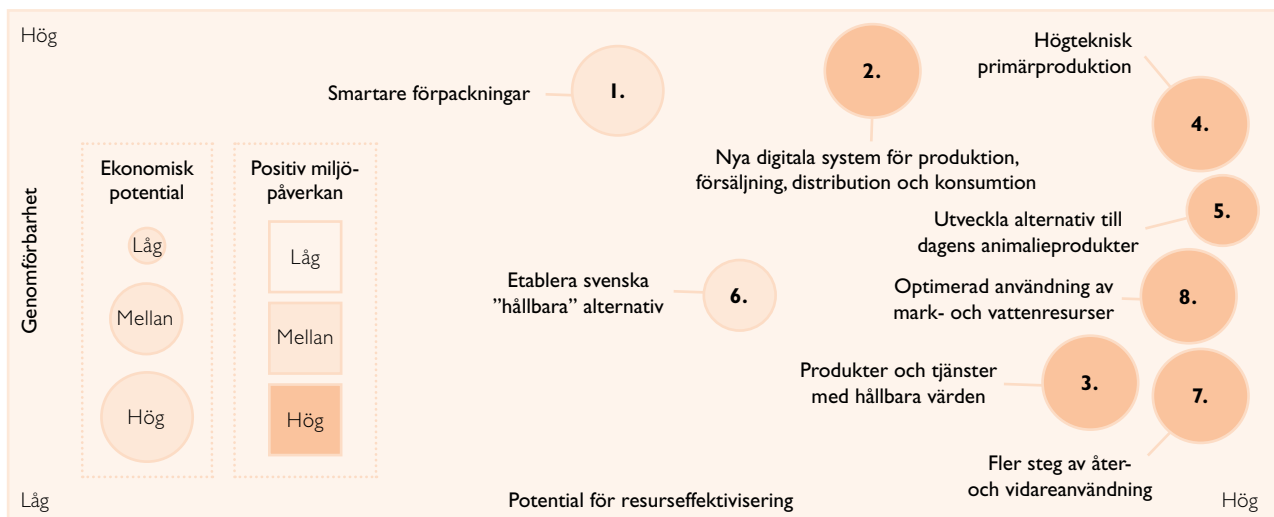 Hög
Smartare förpackningar
1.
2.
Nya digitala system för produktion,
försäljning, distribution och konsumtion
Högteknisk
primärproduktion
4.
Genomförbarhet
Ekonomisk
potential
Låg
Mellan
Hög
Positiv miljö-
påverkan
Låg
Mellan
Hög
Utveckla alternativ till
dagens animalieprodukter
5.
Etablera svenska
”hållbara” alternativ
6.
Optimerad användning av
mark- och vattenresurser
8.
Produkter och tjänster
med hållbara värden
3.
7.
Fler steg av åter-
och vidareanvändning
Låg
Potential för resurseffektivisering
Hög